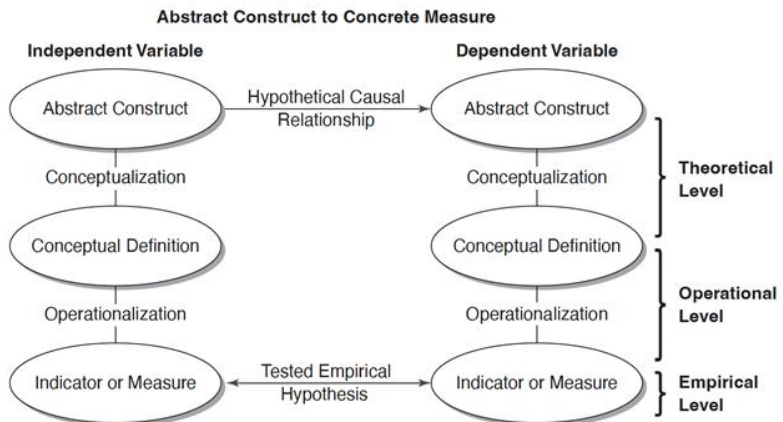 Abstract Construct to Concrete Measure
Independent Variable
Dependent Variable
Abstract Construct
Hypothetical Causal
Relationship
Abstract Construct
Conceptualization
Conceptualization
Theoretical
Level
Conceptual Definition
Conceptual Definition
Operationalization
Operationalization
Operational
Level
Indicator or Measure
Tested Empirical
Hypothesis
Indicator or Measure
Empirical
Level